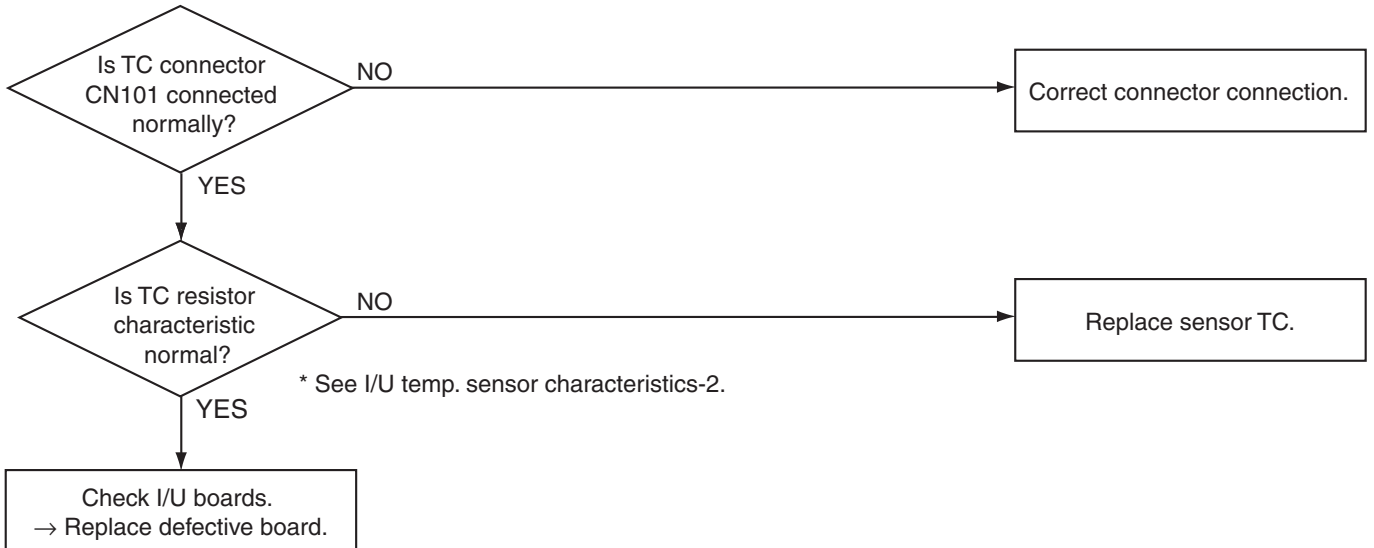 Is TC connector
CN101 connected
normally?
NO
Correct connector connection.
YES
Is TC resistor
characteristic
normal?
NO
Replace sensor TC.
* See I/U temp. sensor characteristics-2.
YES
Check I/U boards.
→ Replace defective board.